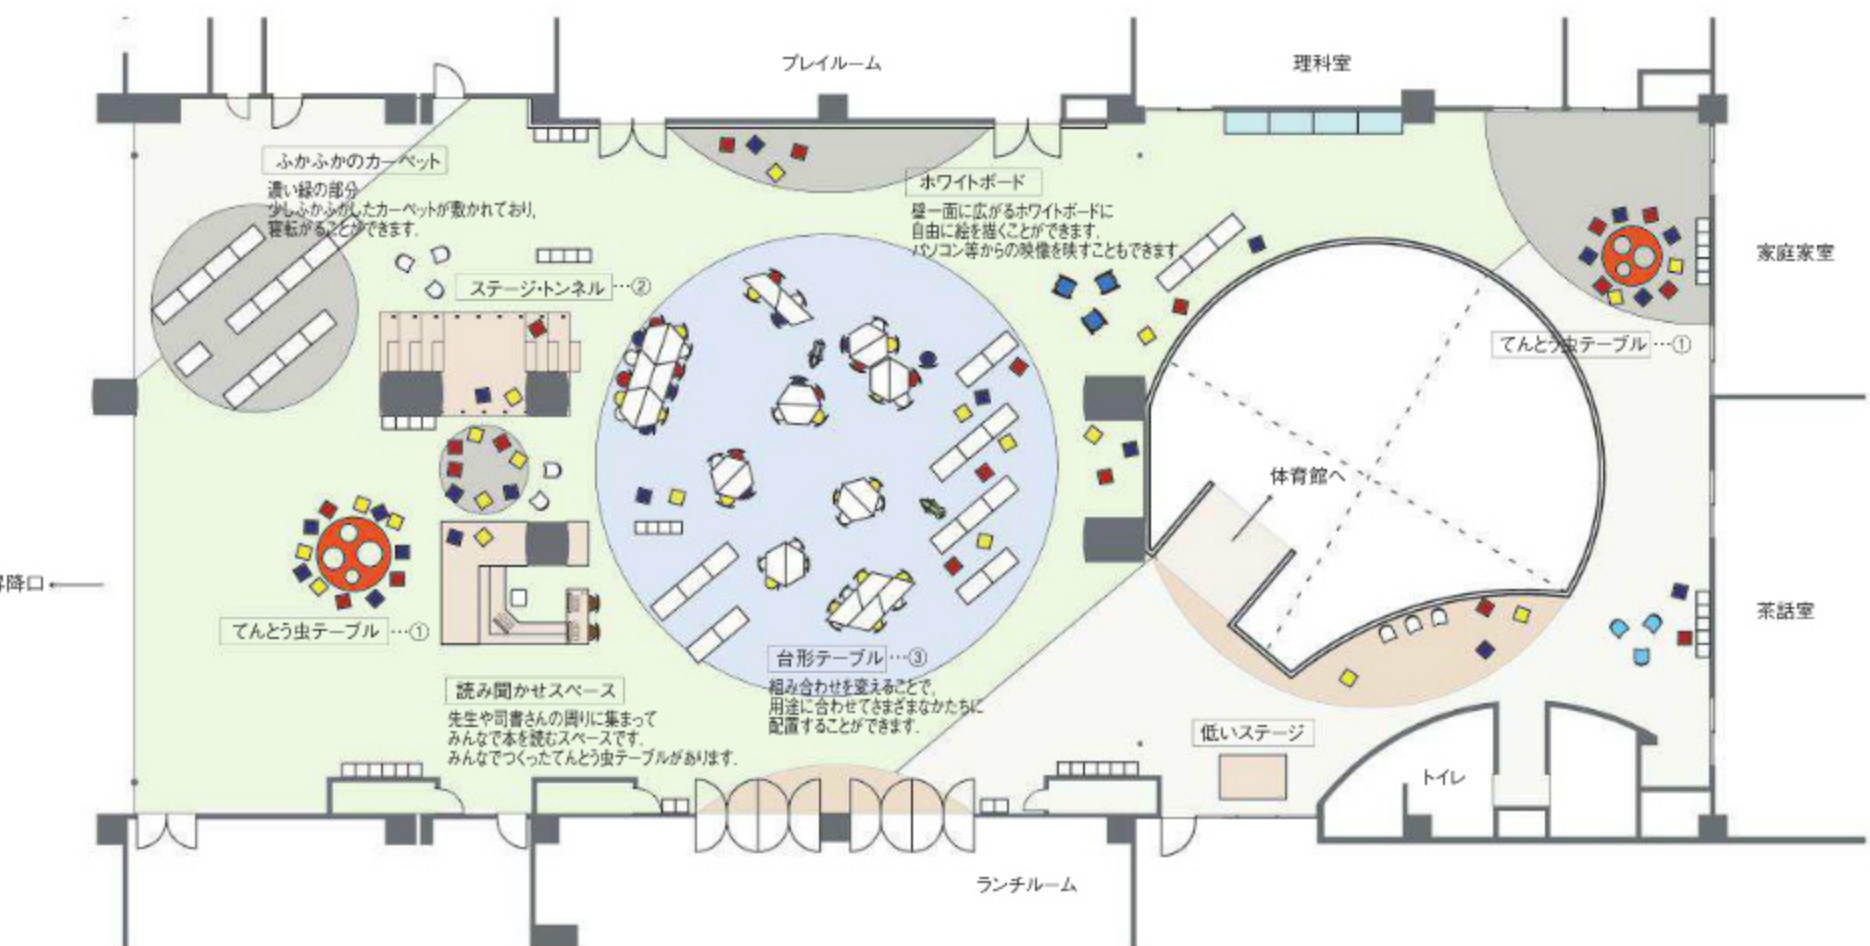 プレイルーム
理科室
ふかふかのカーペット
濃い緑の部分
少しふかふかしたカーペットが敷かれており,
寝転がることができます.
ホワイトボード
壁一面に広がるホワイトボードに
自由に絵を描くことができます.
パソコン等からの映像を映すこともできます.
家庭家室
ステージ・トンネル…②
てんとう虫テーブル…①
体育館へ
昇降口
てんとう虫テーブル…①
茶話室
台形テーブル…③
組み合わせを変えることで,
用途に合わせてさまざまなかたちに
配置することができます.
読み聞かせスペース
先生や司書さんの周りに集まって
みんなで本を読むスペースです.
みんなでつくったてんとう虫テーブルがあります.
低いステージ
トイレ
ランチルーム